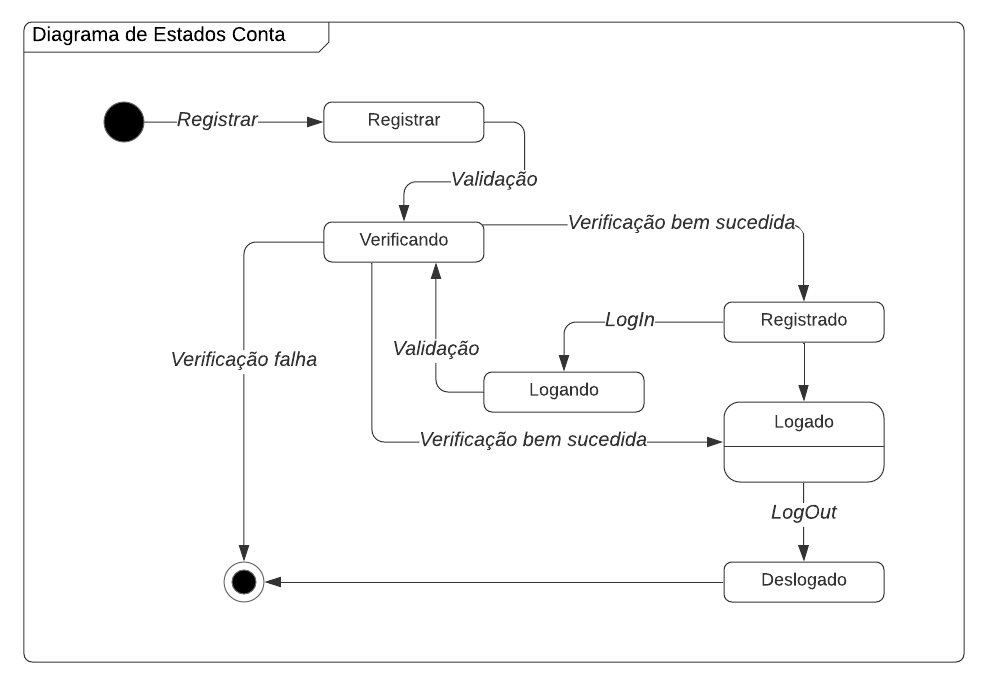 Diagrama de Estados Conta
Registrar
Registrar
Validação
Verificando
Verificação bem sucedida
Registrado
LogIn
Validação
Verificação falha
Logando
Logado
Verificação bem sucedida
LogOut
Deslogado